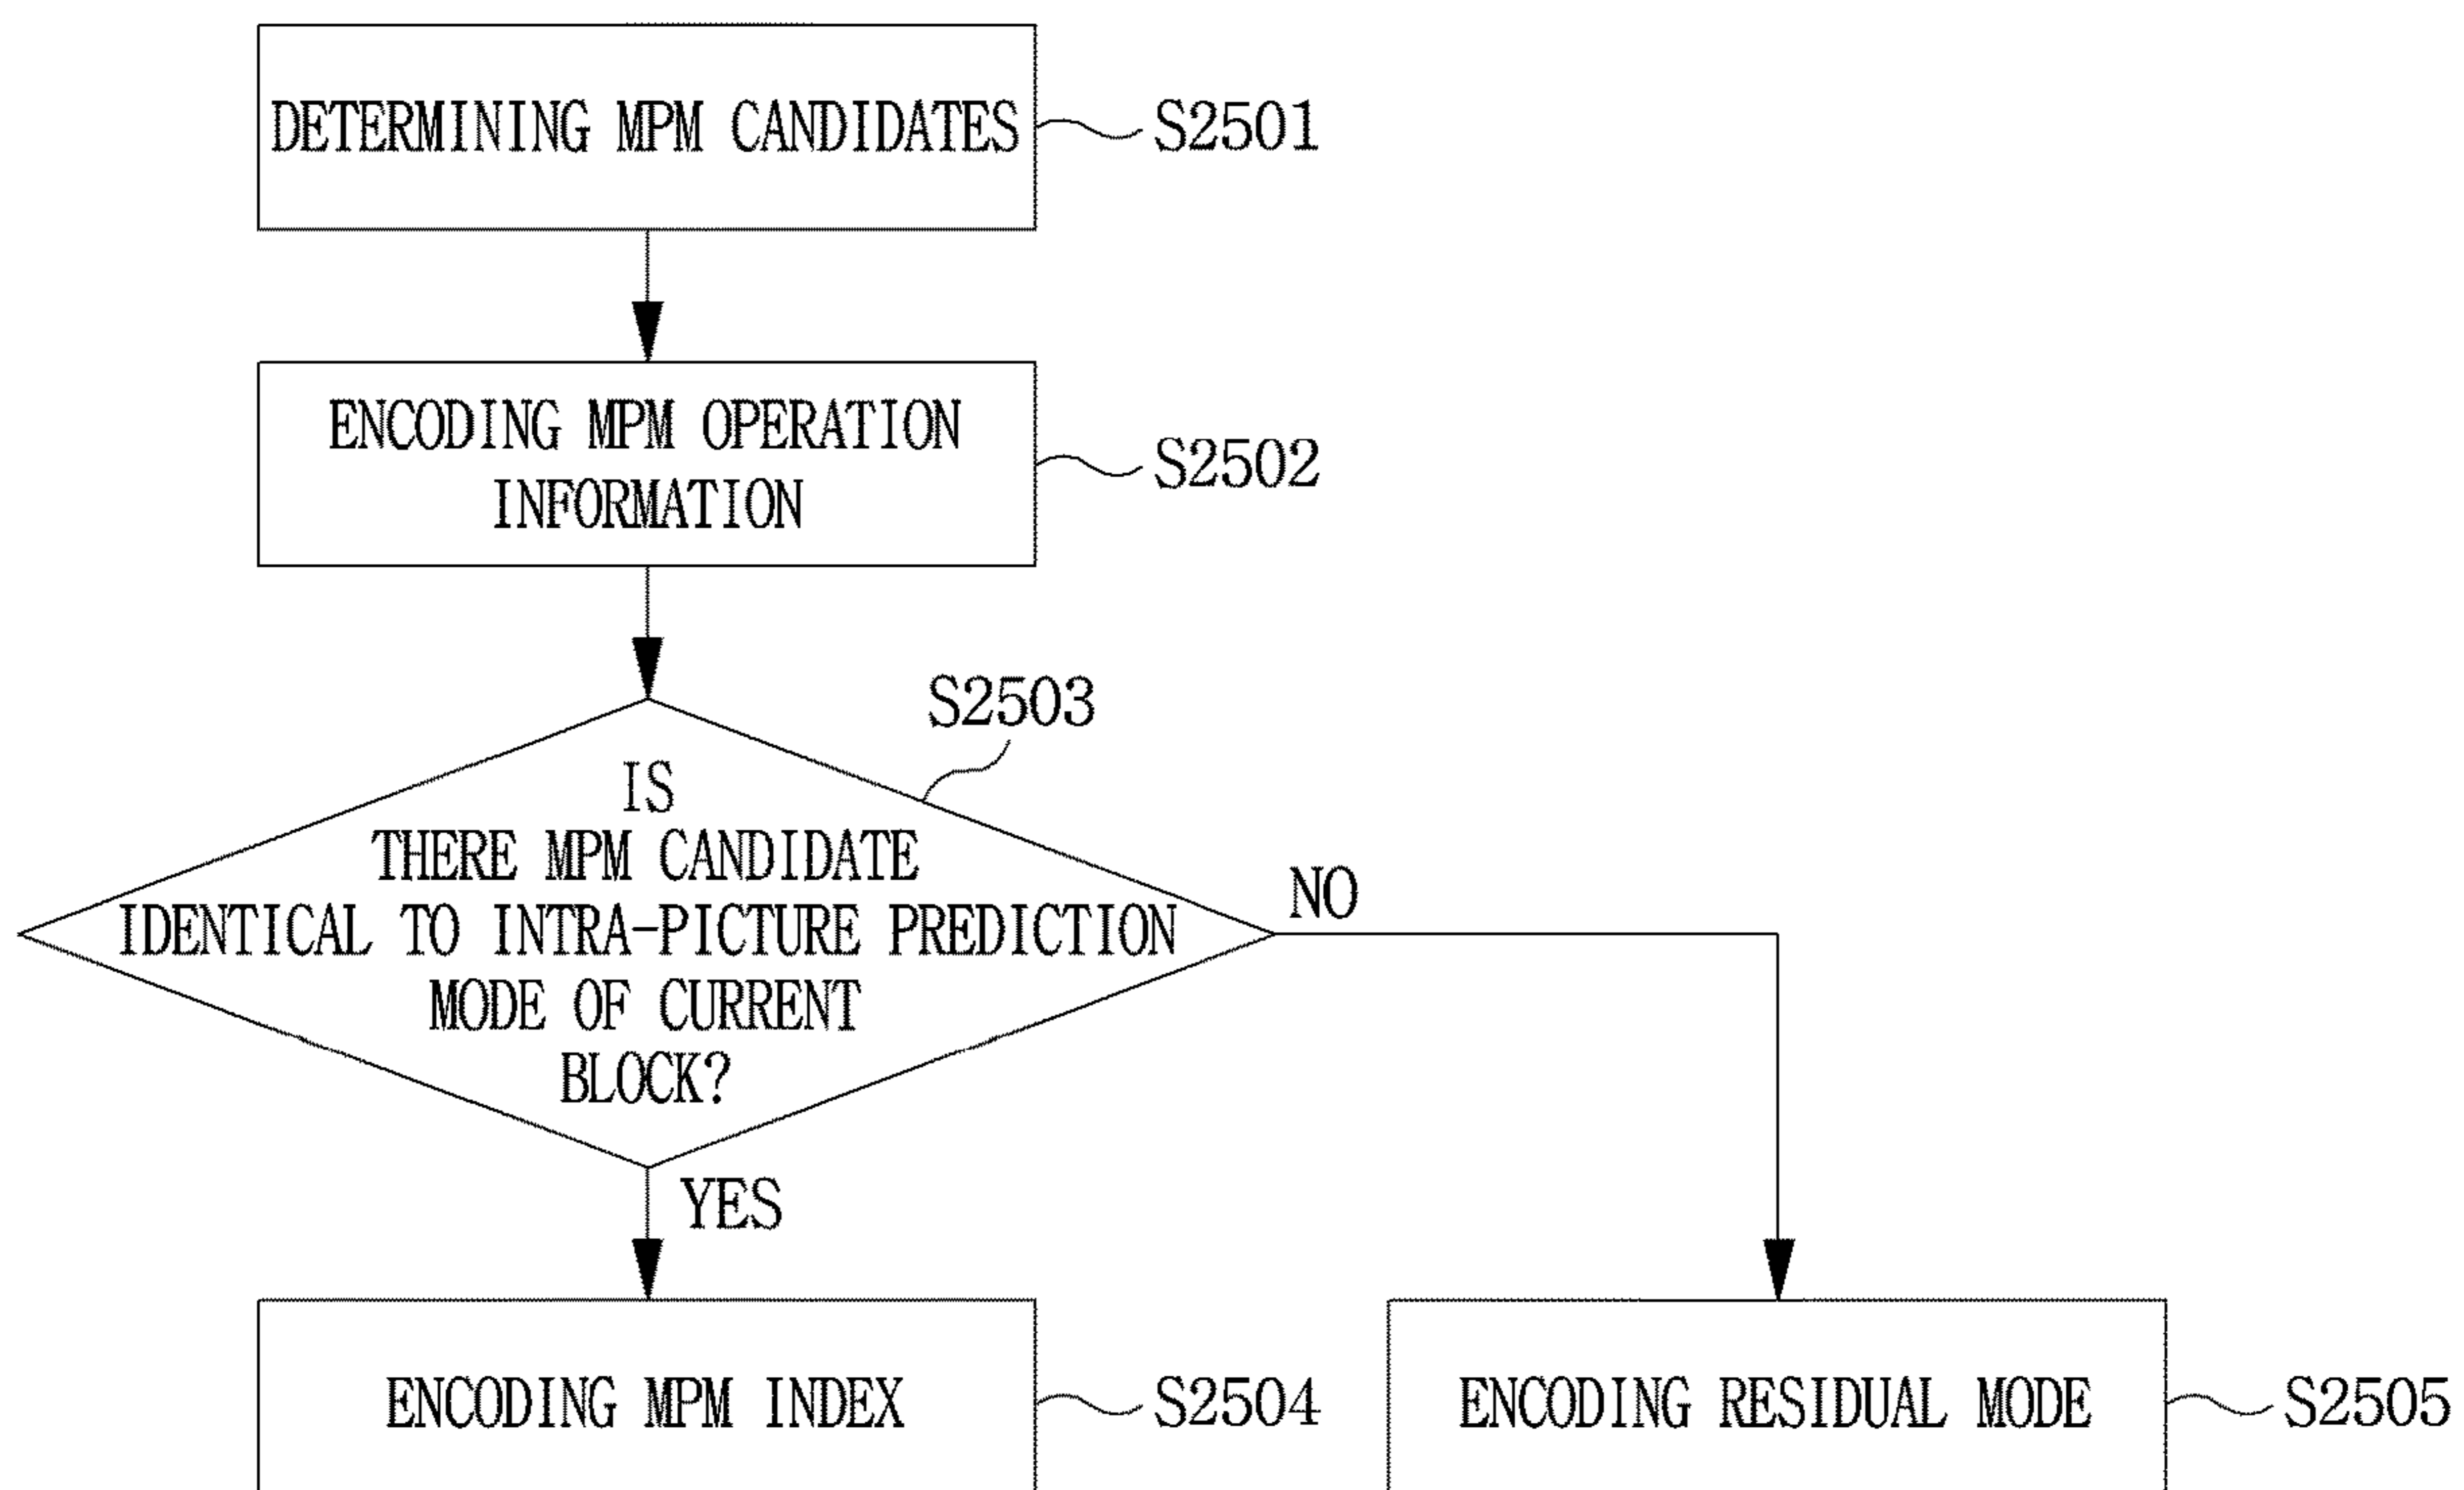 DETERMINING MPM CANDIDATES
S2501
ENCODING MPM OPERATION
INFORMATION
S2502
S2503
IS
THERE MPM CANDIDATE
IDENTICAL TO INTRA-PICTURE PREDICTION
MODE OF CURRENT
BLOCK?
NO
YES
ENCODING MPM INDEX
S2504
ENCODING RESIDUAL MODE
S2505